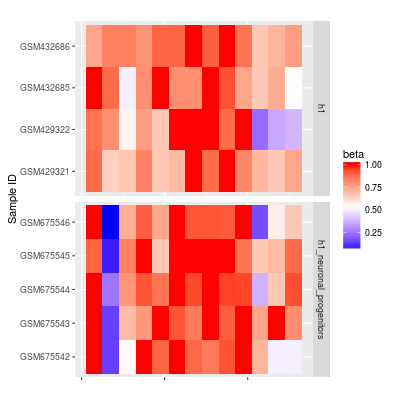 GSM432686
GSM432685
GSM429322
GSM429321
h1
GSM675546
GSM675545
GSM675544
GSM675543
GSM675542
h1_neuronal_progenitors
Sample ID
beta
1.00
0.75
0.50
0.25